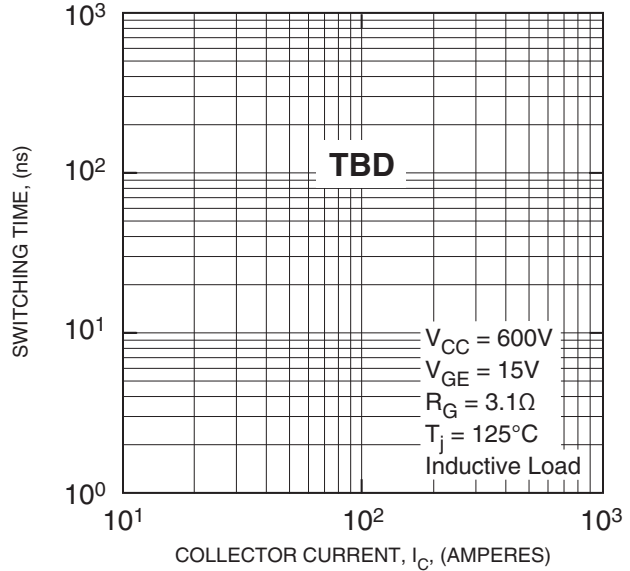 10³
SWITCHING TIME, (ns)
TBD
10²
10¹
V_CC = 600V
V_GE = 15V
R_G = 3.1Ω
T_j = 125°C
Inductive Load
10⁰
10¹ 10² 10³
COLLECTOR CURRENT, I_C, (AMPERES)